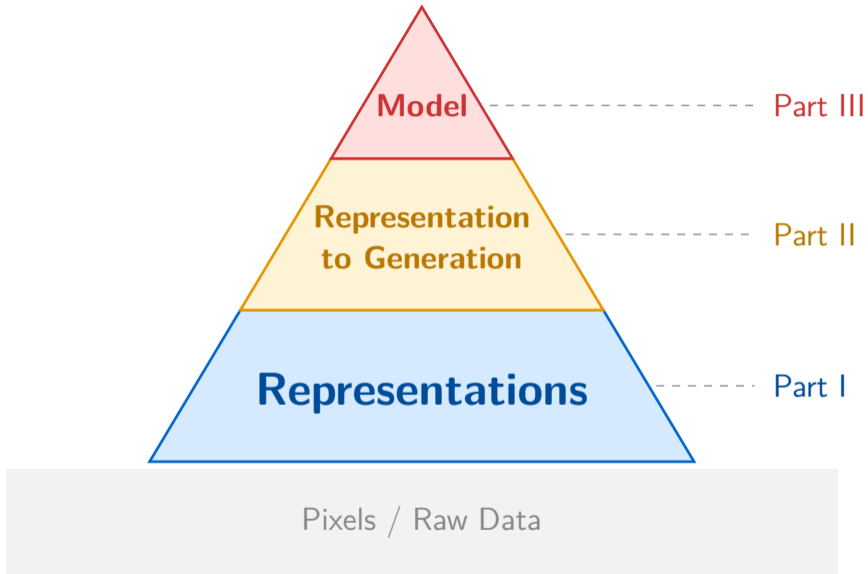 Model
Part III
Representation
to Generation
Part II
Representations
Part I
Pixels / Raw Data